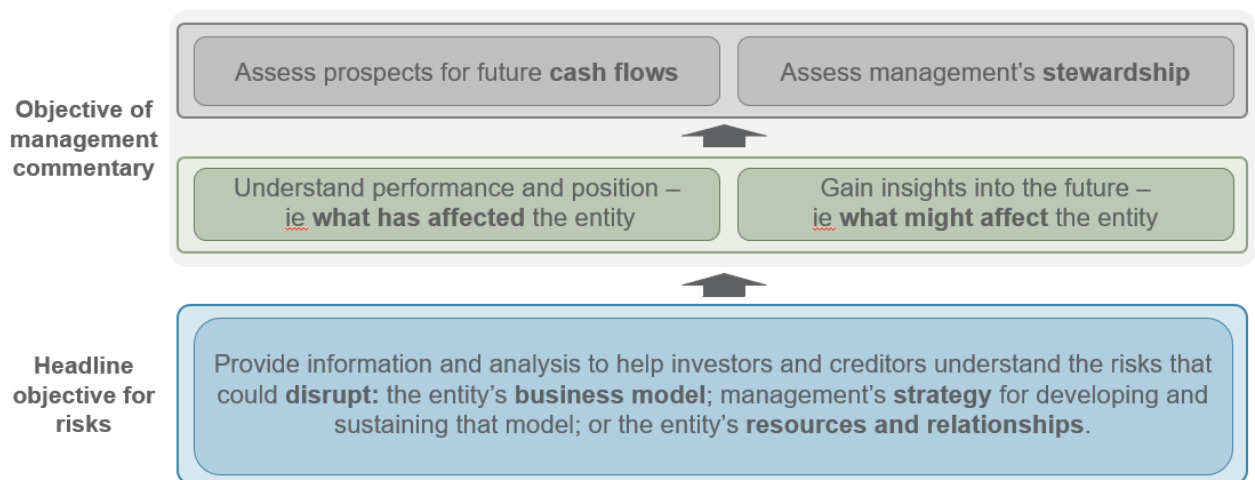 Objective of
management
commentary
Assess prospects for future cash flows
Assess management’s stewardship
Understand performance and position –
ie what has affected the entity
Gain insights into the future –
ie what might affect the entity
Headline
objective for
risks
Provide information and analysis to help investors and creditors understand the risks that
could disrupt: the entity’s business model; management’s strategy for developing and
sustaining that model; or the entity’s resources and relationships.